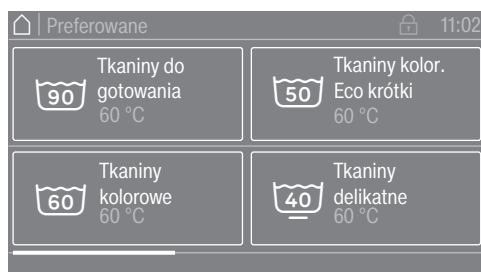 Preferowane
11:02
90
Tkaniny do
gotowania
60 °C
50
Tkaniny kolor.
Eco krótki
60 °C
60
Tkaniny
kolorowe
60 °C
40
Tkaniny
delikatne
60 °C